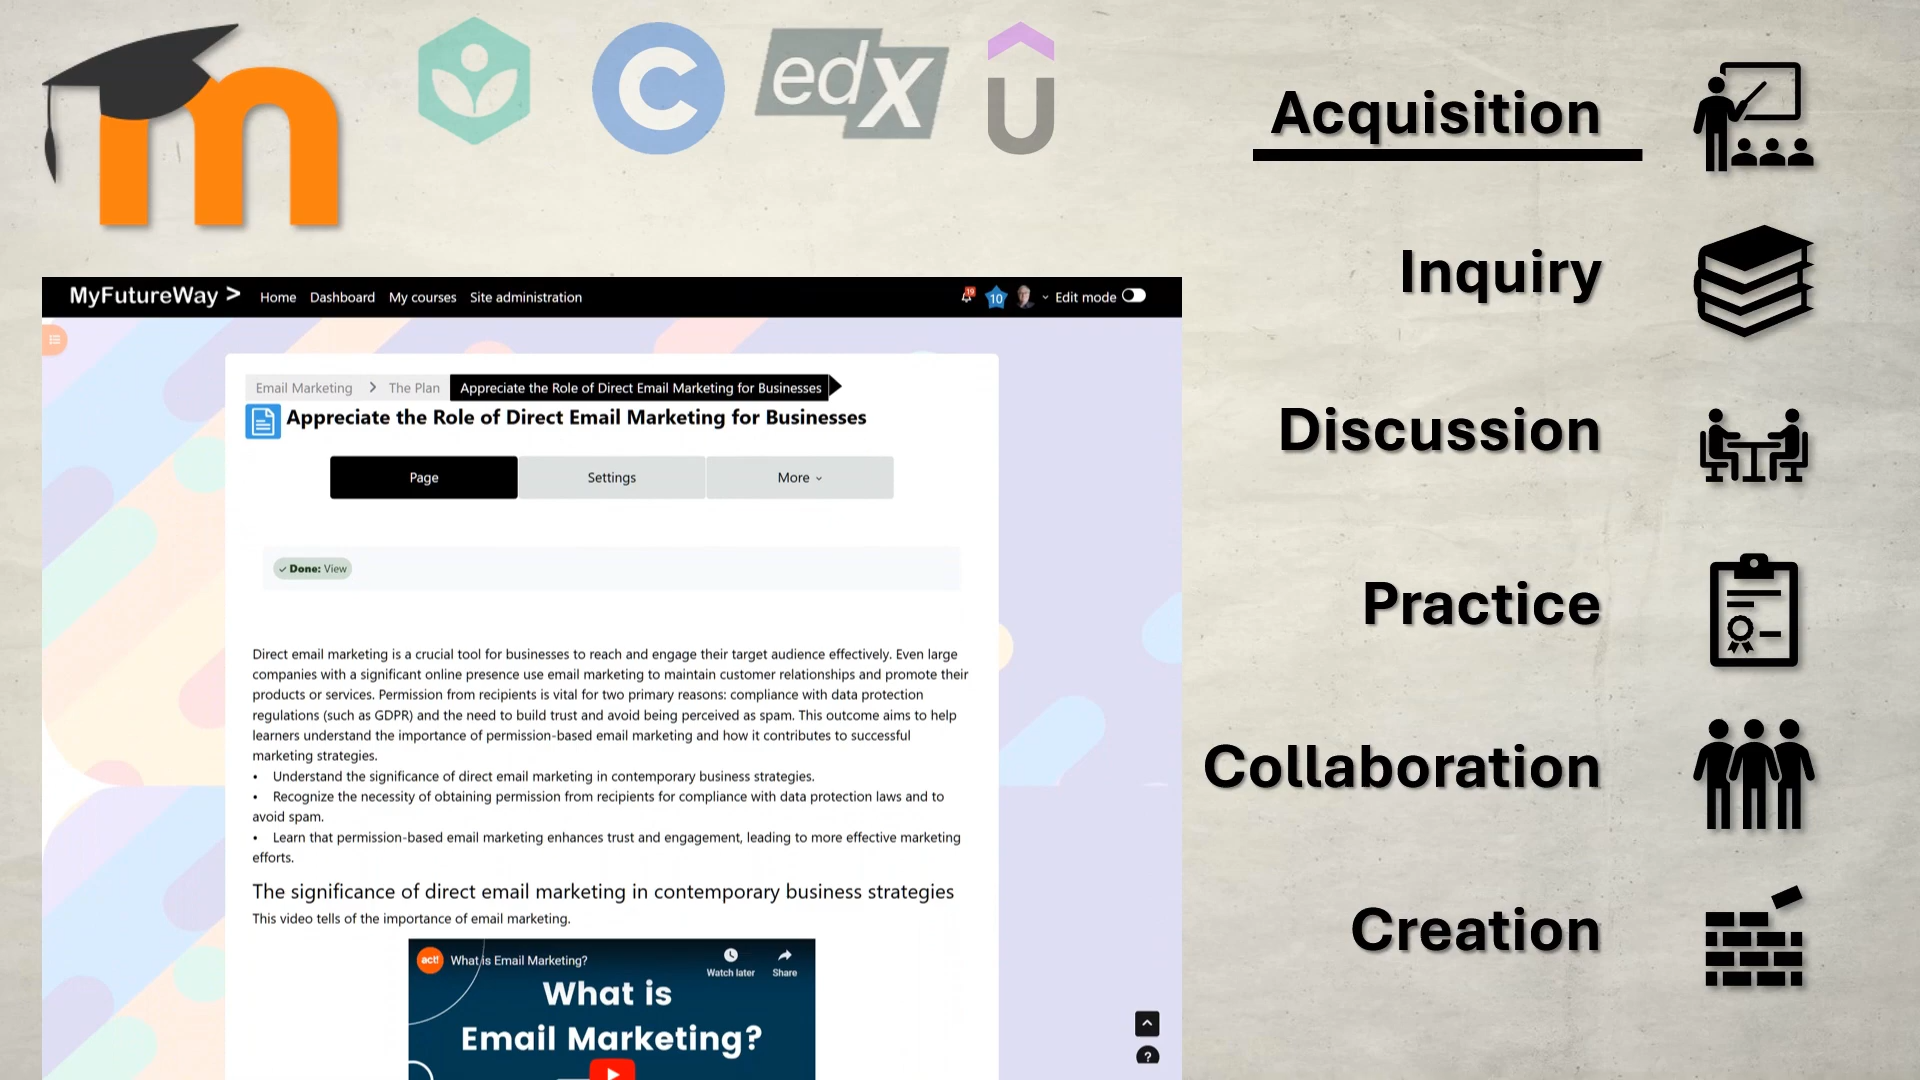 m
C
edX
Acquisition
Inquiry
Discussion
Practice
Collaboration
Creation
MyFutureWay >
Home Dashboard My courses Site administration
19
10
Edit mode
Email Marketing > The Plan Appreciate the Role of Direct Email Marketing for Businesses
Appreciate the Role of Direct Email Marketing for Businesses
Page Settings More
✓ Done: View
Direct email marketing is a crucial tool for businesses to reach and engage their target audience effectively. Even large
companies with a significant online presence use email marketing to maintain customer relationships and promote their
products or services. Permission from recipients is vital for two primary reasons: compliance with data protection
regulations (such as GDPR) and the need to build trust and avoid being perceived as spam. This outcome aims to help
learners understand the importance of permission-based email marketing and how it contributes to successful
marketing strategies.
• Understand the significance of direct email marketing in contemporary business strategies.
• Recognize the necessity of obtaining permission from recipients for compliance with data protection laws and to
avoid spam.
• Learn that permission-based email marketing enhances trust and engagement, leading to more effective marketing
efforts.
The significance of direct email marketing in contemporary business strategies
This video tells of the importance of email marketing.
act! What is Email Marketing?
Watch later Share
What is
Email Marketing?
?